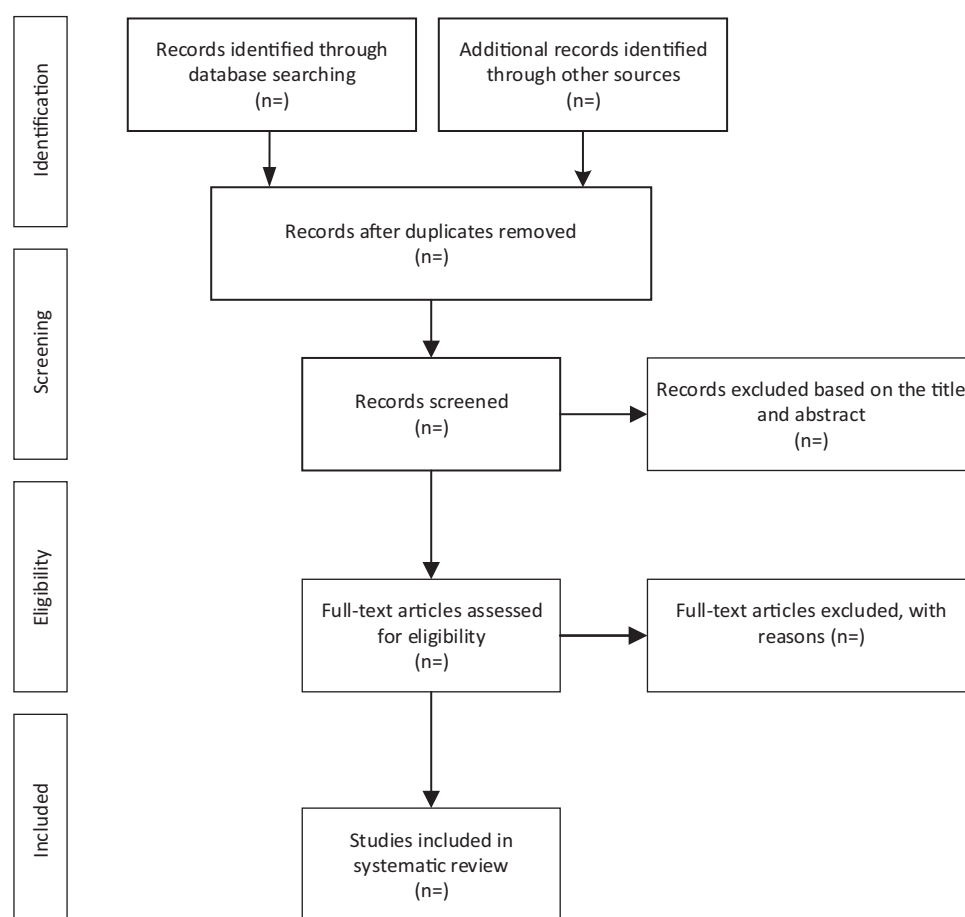 Identification
Records identified through
database searching
(n=)
Additional records identified
through other sources
(n=)
Records after duplicates removed
(n=)
Screening
Records screened
(n=)
Records excluded based on the title
and abstract
(n=)
Eligibility
Full-text articles assessed
for eligibility
(n=)
Full-text articles excluded, with
reasons (n=)
Included
Studies included in
systematic review
(n=)